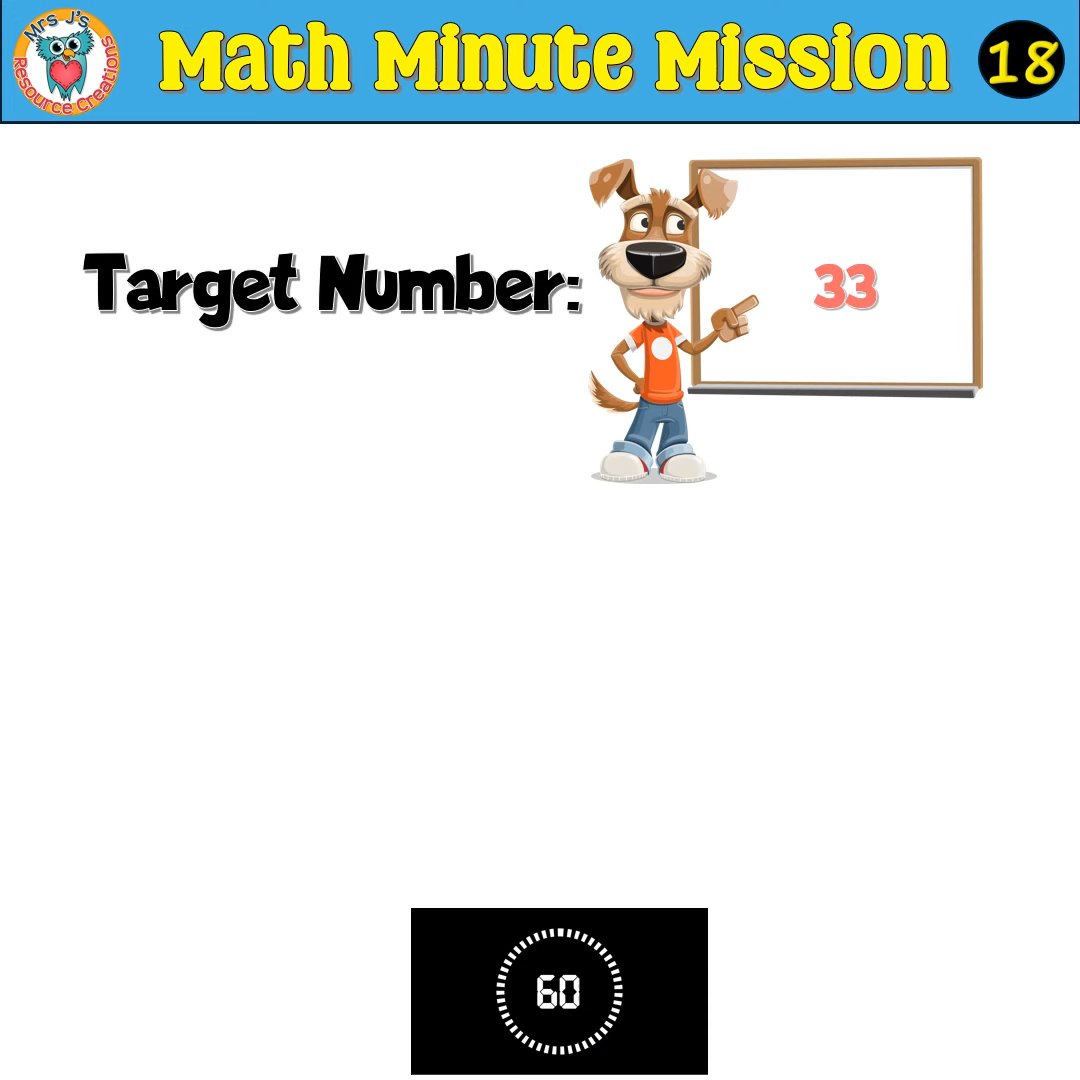 Mrs J's
Resource Creations
Math Minute Mission
18
Target Number:
33
60